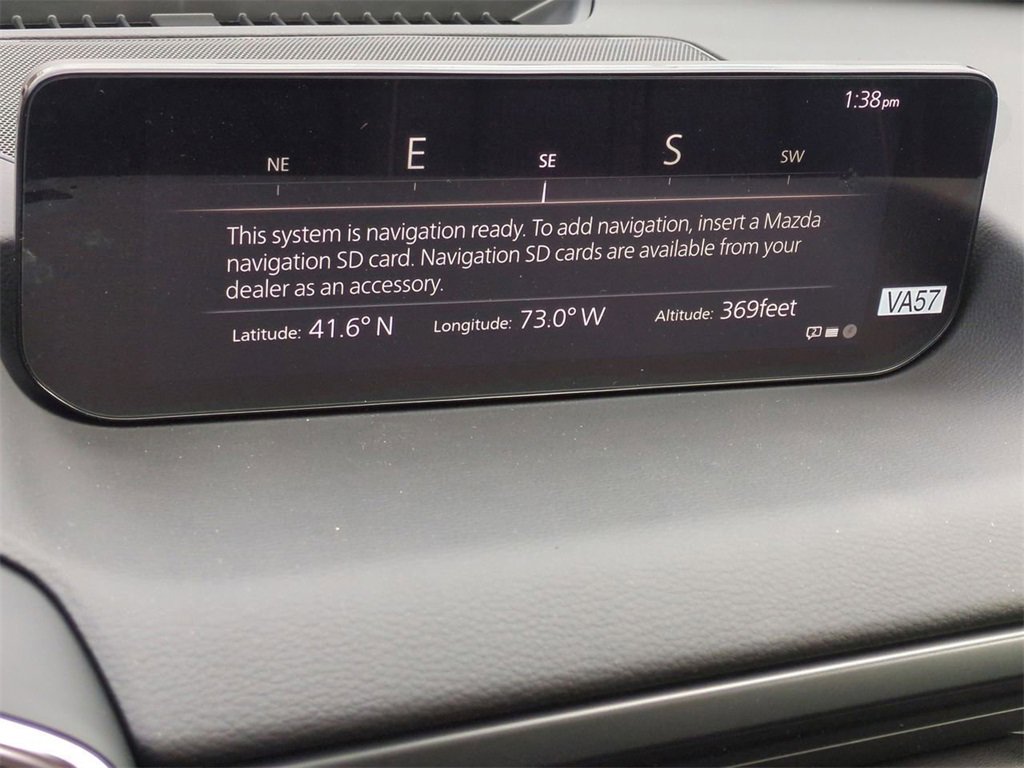 1:38pm
NE E SE S SW
This system is navigation ready. To add navigation, insert a Mazda
navigation SD card. Navigation SD cards are available from your
dealer as an accessory.
Latitude: 41.6° N Longitude: 73.0° W Altitude: 369feet
VA57